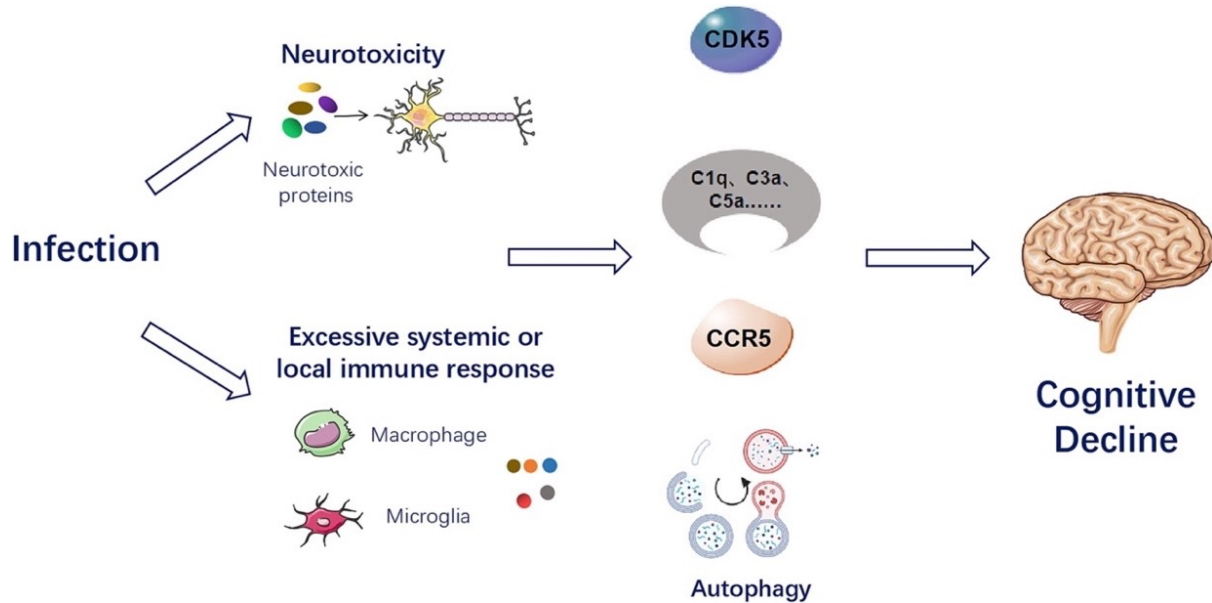 Infection
Neurotoxicity
Neurotoxic
proteins
Excessive systemic or
local immune response
Macrophage
Microglia
CDK5
C1q、C3a、
C5a……
CCR5
Autophagy
Cognitive
Decline